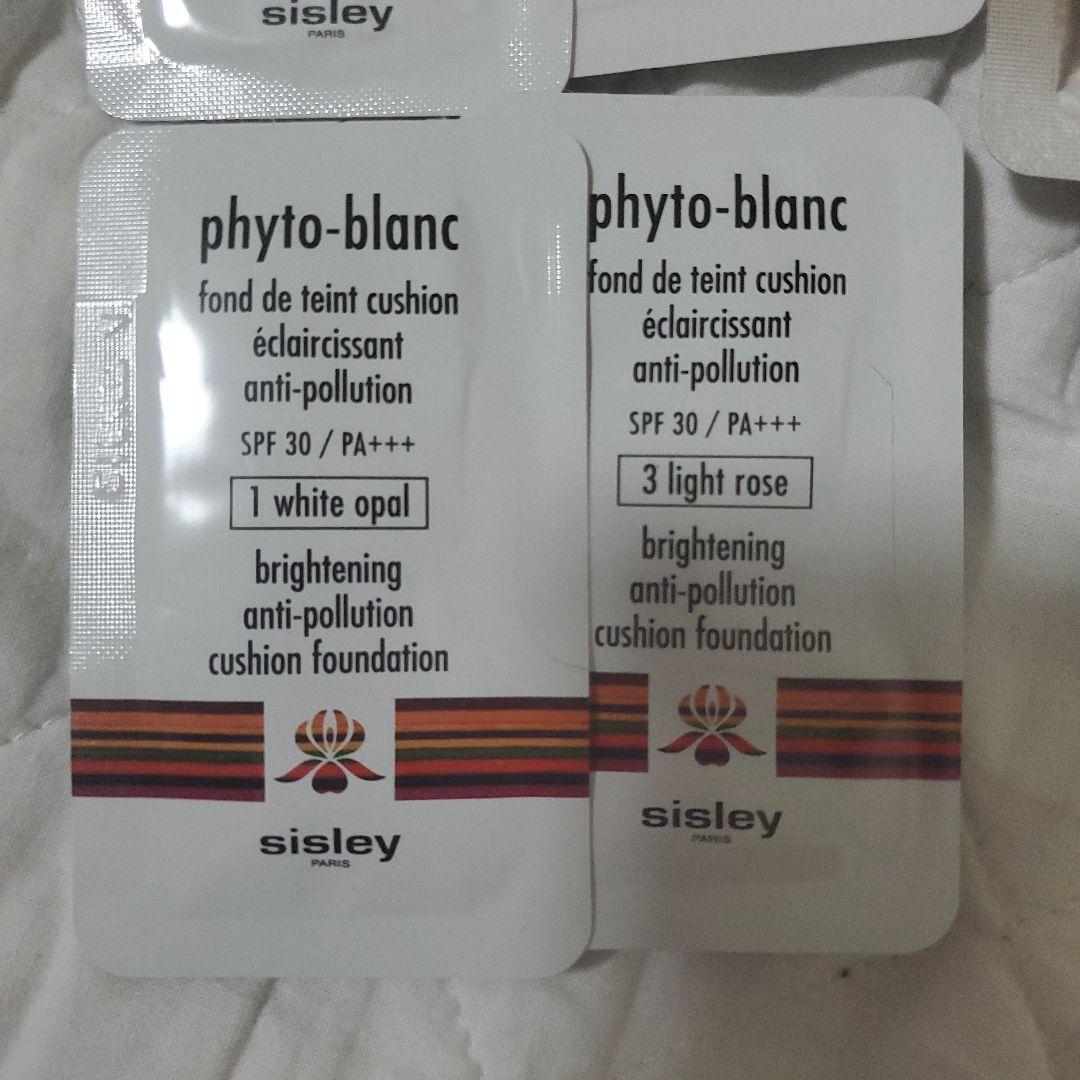 sisley
PARIS
phyto-blanc
fond de teint cushion
éclaircissant
anti-pollution
SPF 30 / PA+++
1 white opal
brightening
anti-pollution
cushion foundation
sisley
PARIS
phyto-blanc
fond de teint cushion
éclaircissant
anti-pollution
SPF 30 / PA+++
3 light rose
brightening
anti-pollution
cushion foundation
sisley
PARIS